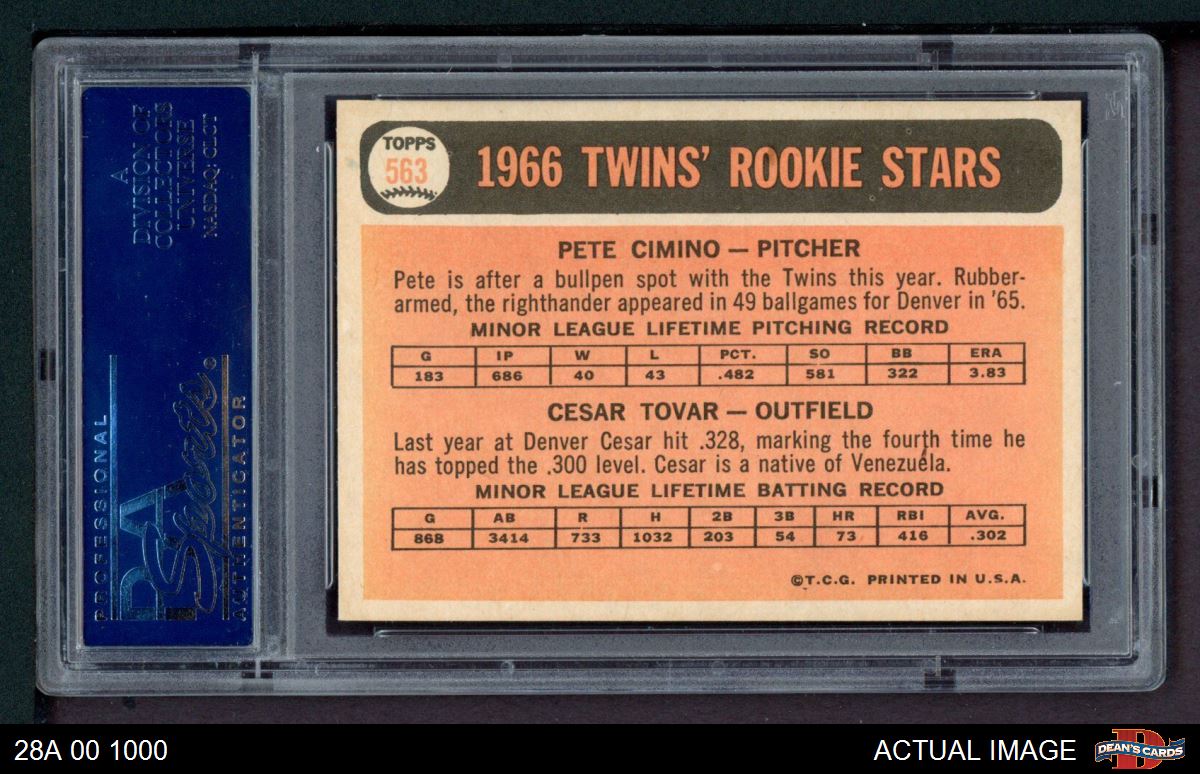 A
DIVISION OF
COLLECTORS
UNIVERSE
NASDAQ: CLCT
PROFESSIONAL
PSA
Sports
AUTHENTICATOR
TOPPS
563
1966 TWINS' ROOKIE STARS
PETE CIMINO — PITCHER
Pete is after a bullpen spot with the Twins this year. Rubber-
armed, the righthander appeared in 49 ballgames for Denver in '65.
MINOR LEAGUE LIFETIME PITCHING RECORD
G IP W L PCT. SO BB ERA
183 686 40 43 .482 581 322 3.83
CESAR TOVAR — OUTFIELD
Last year at Denver Cesar hit .328, marking the fourth time he
has topped the .300 level. Cesar is a native of Venezuela.
MINOR LEAGUE LIFETIME BATTING RECORD
G AB R H 2B 3B HR RBI AVG.
868 3414 733 1032 203 54 73 416 .302
©T.C.G. PRINTED IN U.S.A.
28A 00 1000
ACTUAL IMAGE
D
DEAN'S CARDS